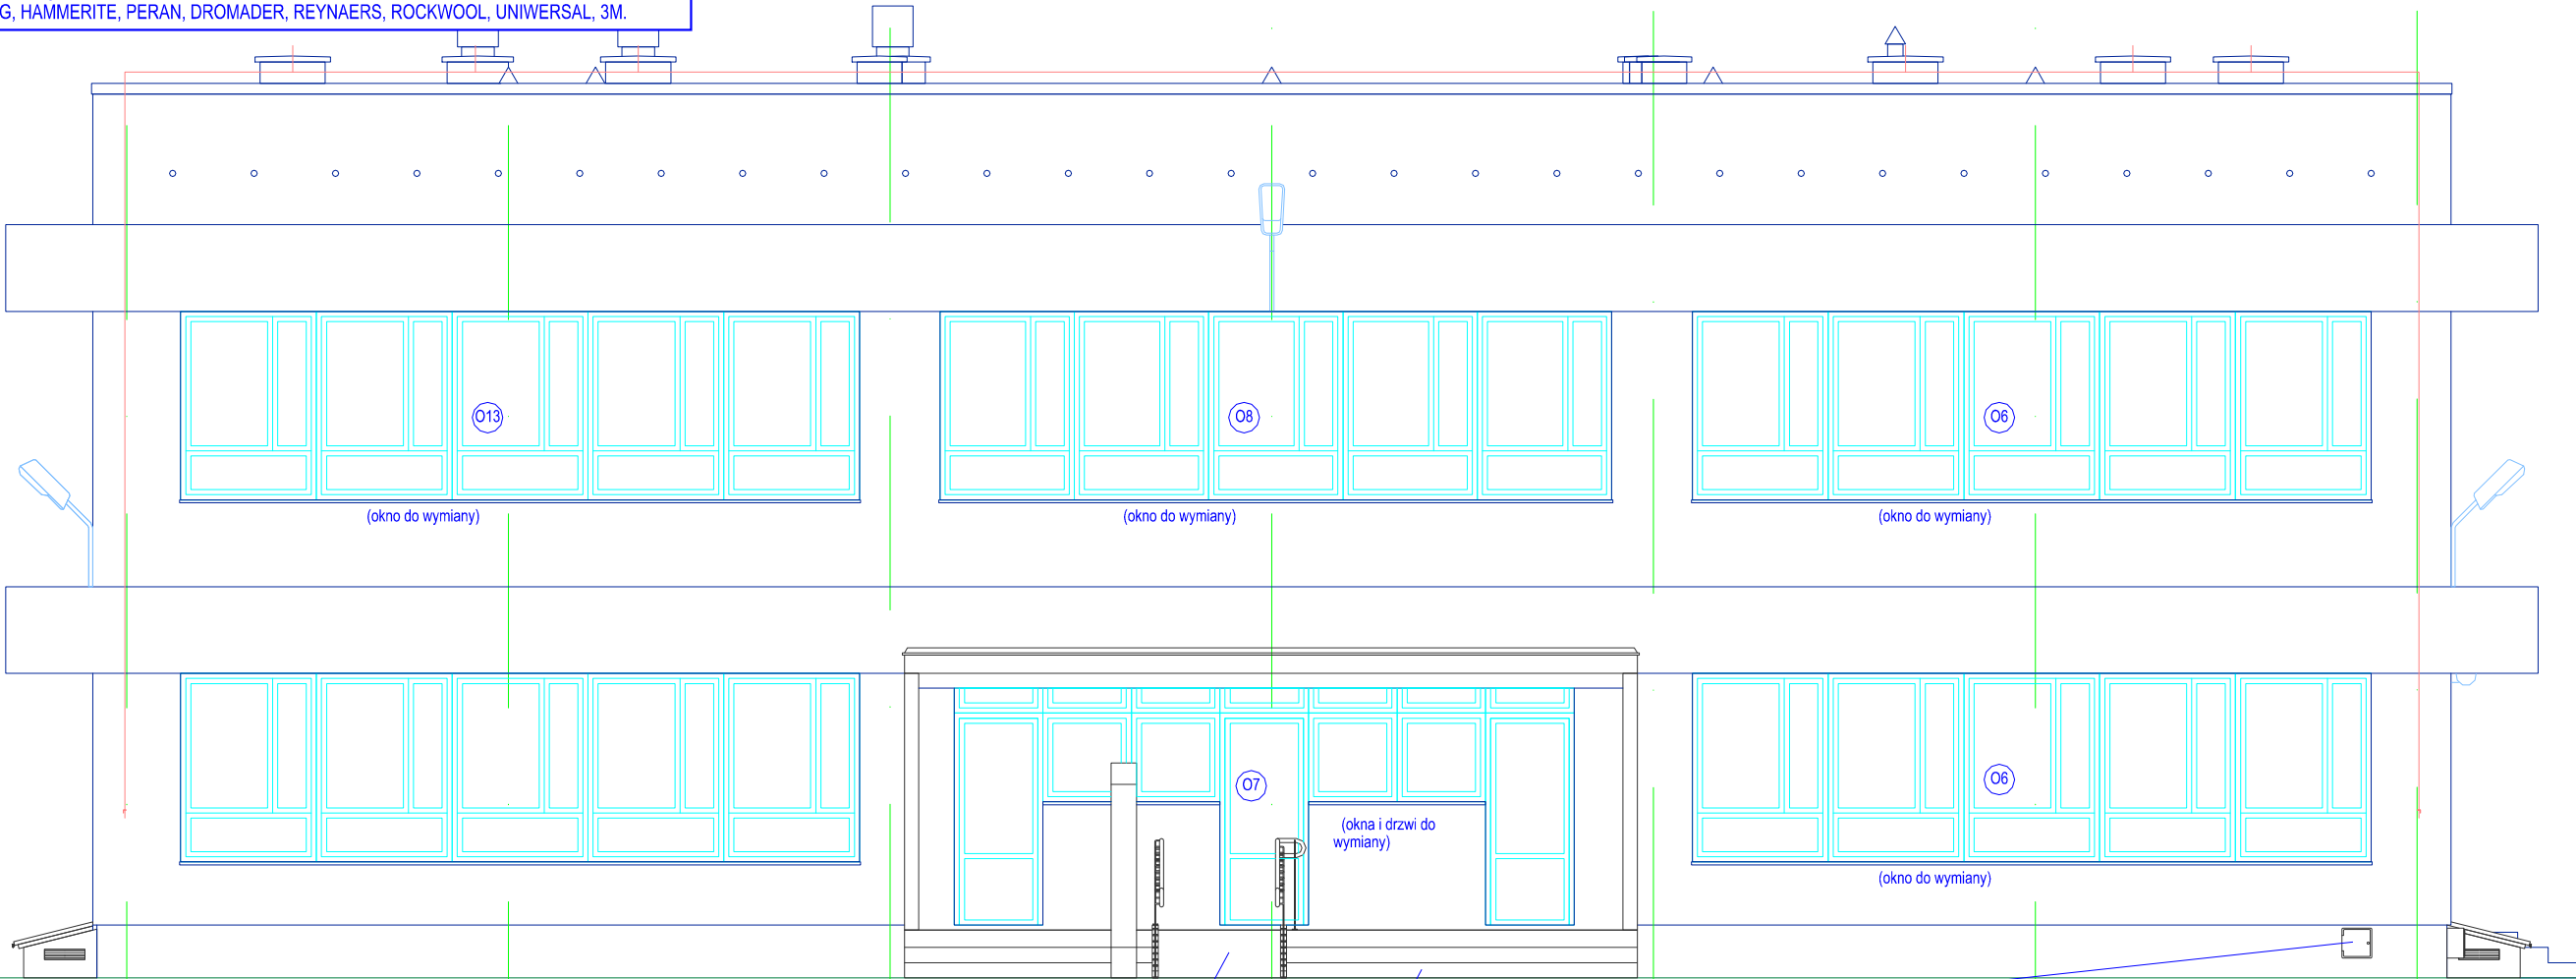 G, HAMMERITE, PERAN, DROMADER, REYNAERS, ROCKWOOL, UNIWERSAL, 3M.
O13
O8
O6
(okno do wymiany)
(okno do wymiany)
(okno do wymiany)
O7
O6
(okna i drzwi do
wymiany)
(okno do wymiany)